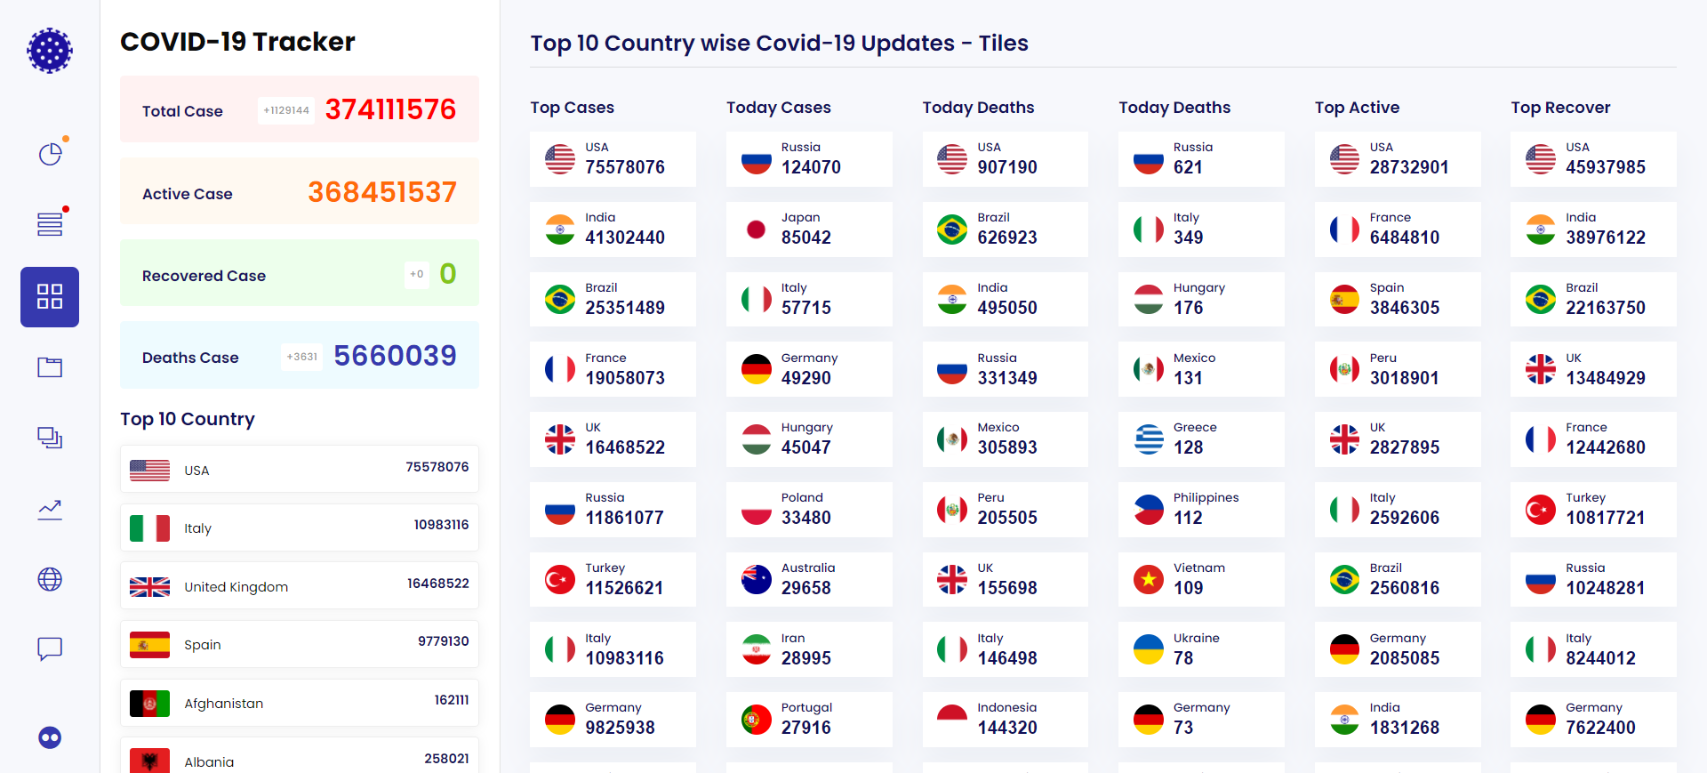 COVID-19 Tracker
Total Case
+1129144
374111576
Active Case
368451537
Recovered Case
+0
0
Deaths Case
+3631
5660039
Top 10 Country
USA
75578076
Italy
10983116
United Kingdom
16468522
Spain
9779130
Afghanistan
162111
Albania
258021
Top 10 Country wise Covid-19 Updates - Tiles
Top Cases
USA
75578076
India
41302440
Brazil
25351489
France
19058073
UK
16468522
Russia
11861077
Turkey
11526621
Italy
10983116
Germany
9825938
Today Cases
Russia
124070
Japan
85042
Italy
57715
Germany
49290
Hungary
45047
Poland
33480
Australia
29658
Iran
28995
Portugal
27916
Today Deaths
USA
907190
Brazil
626923
India
495050
Russia
331349
Mexico
305893
Peru
205505
UK
155698
Italy
146498
Indonesia
144320
Today Deaths
Russia
621
Italy
349
Hungary
176
Mexico
131
Greece
128
Philippines
112
Vietnam
109
Ukraine
78
Germany
73
Top Active
USA
28732901
France
6484810
Spain
3846305
Peru
3018901
UK
2827895
Italy
2592606
Brazil
2560816
Germany
2085085
India
1831268
Top Recover
USA
45937985
India
38976122
Brazil
22163750
UK
13484929
France
12442680
Turkey
10817721
Russia
10248281
Italy
8244012
Germany
7622400